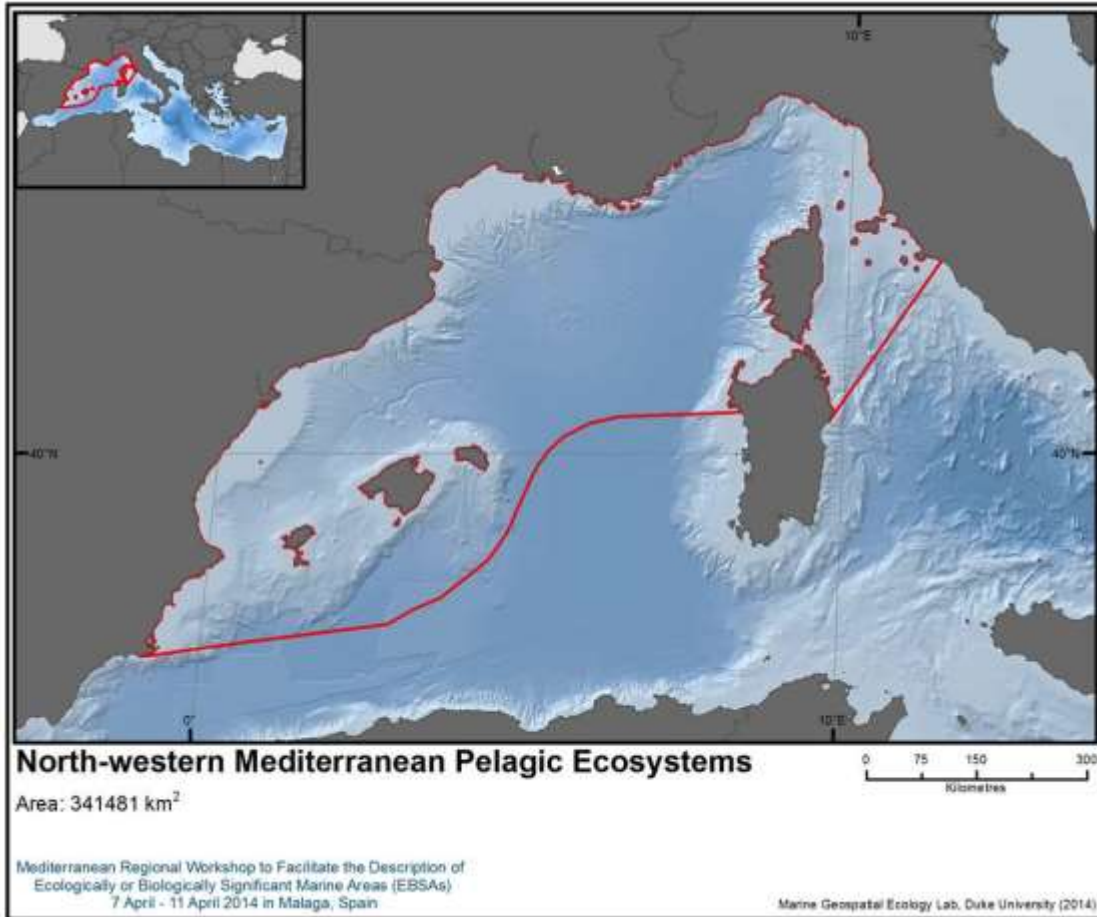 10°E
40°N
40°N
0°
10°E
North-western Mediterranean Pelagic Ecosystems
0 75 150 300
Kilometres
Area: 341481 km²
Mediterranean Regional Workshop to Facilitate the Description of
Ecologically or Biologically Significant Marine Areas (EBSAs)
7 April - 11 April 2014 in Malaga, Spain
Marine Geospatial Ecology Lab, Duke University (2014)